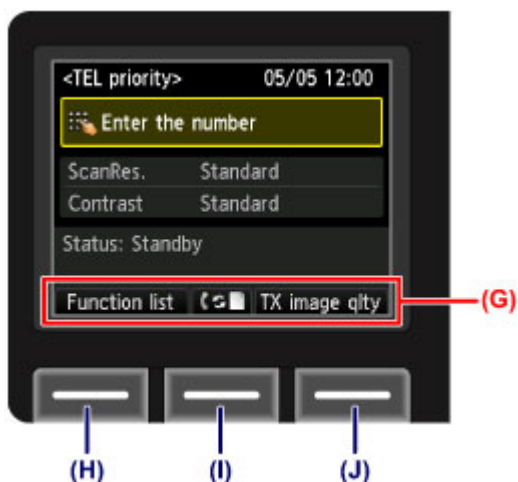 <TEL priority> 05/05 12:00
Enter the number
ScanRes. Standard
Contrast Standard
Status: Standby
Function list TX image qlty
(G)
(H) (I) (J)